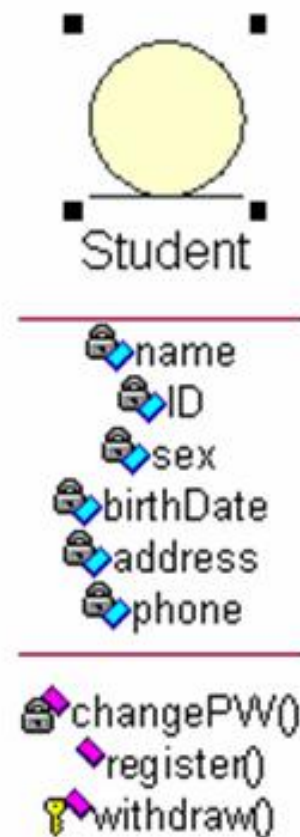 Student
name
ID
sex
birthDate
address
phone
changePW()
register()
withdraw()